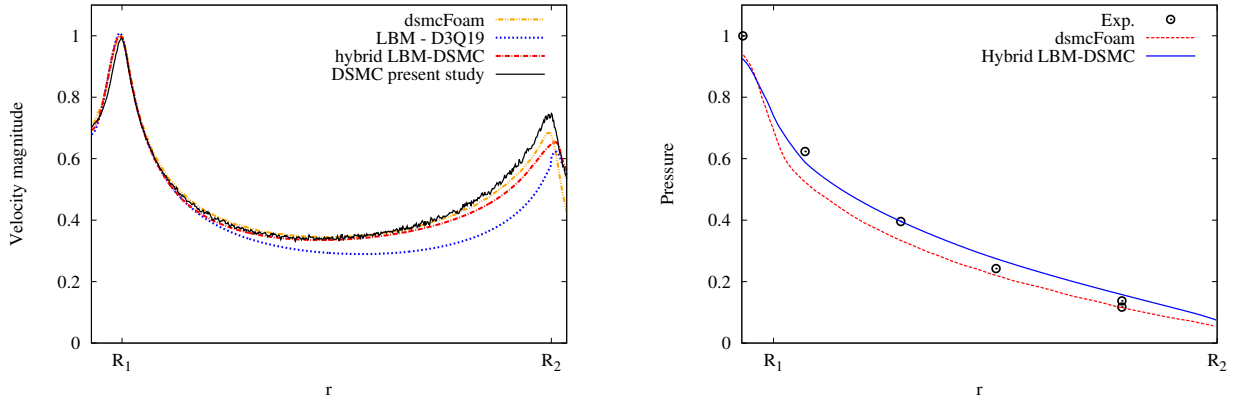 dsmcFoam
LBM - D3Q19
hybrid LBM-DSMC
DSMC present study
Velocity magnitude
1
0.8
0.6
0.4
0.2
0
R1
R2
r
Exp.
dsmcFoam
Hybrid LBM-DSMC
Pressure
1
0.8
0.6
0.4
0.2
0
R1
R2
r